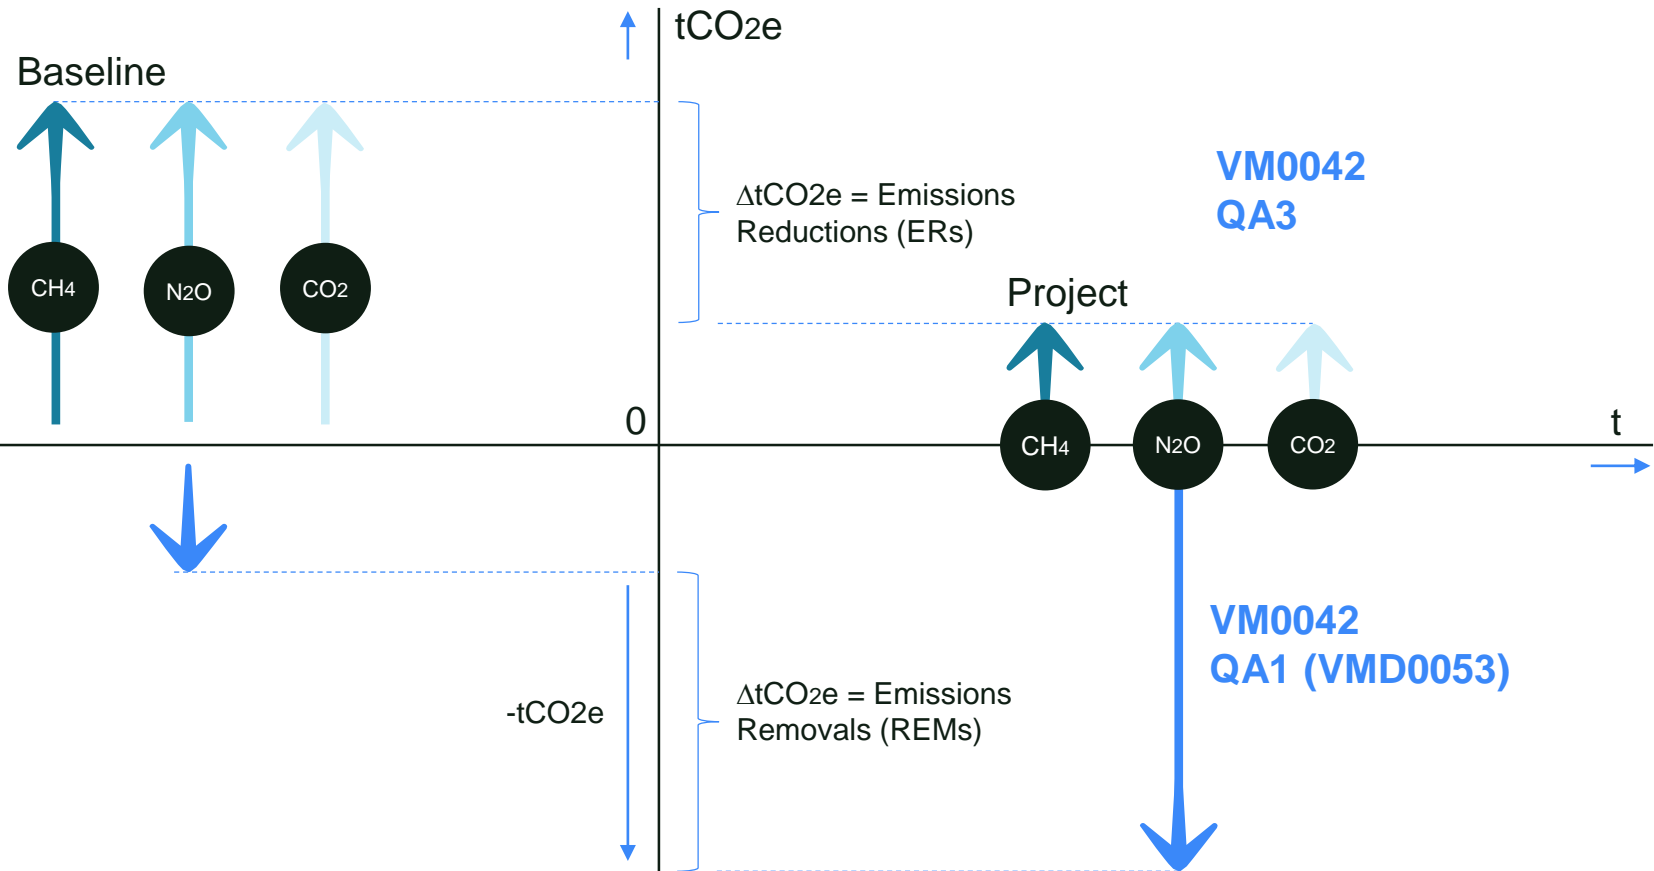 tCO2e
Baseline
VM0042
QA3
ΔtCO2e = Emissions
Reductions (ERs)
CH4
N2O
CO2
Project
0
t
CH4
N2O
CO2
VM0042
QA1 (VMD0053)
-tCO2e
ΔtCO2e = Emissions
Removals (REMs)